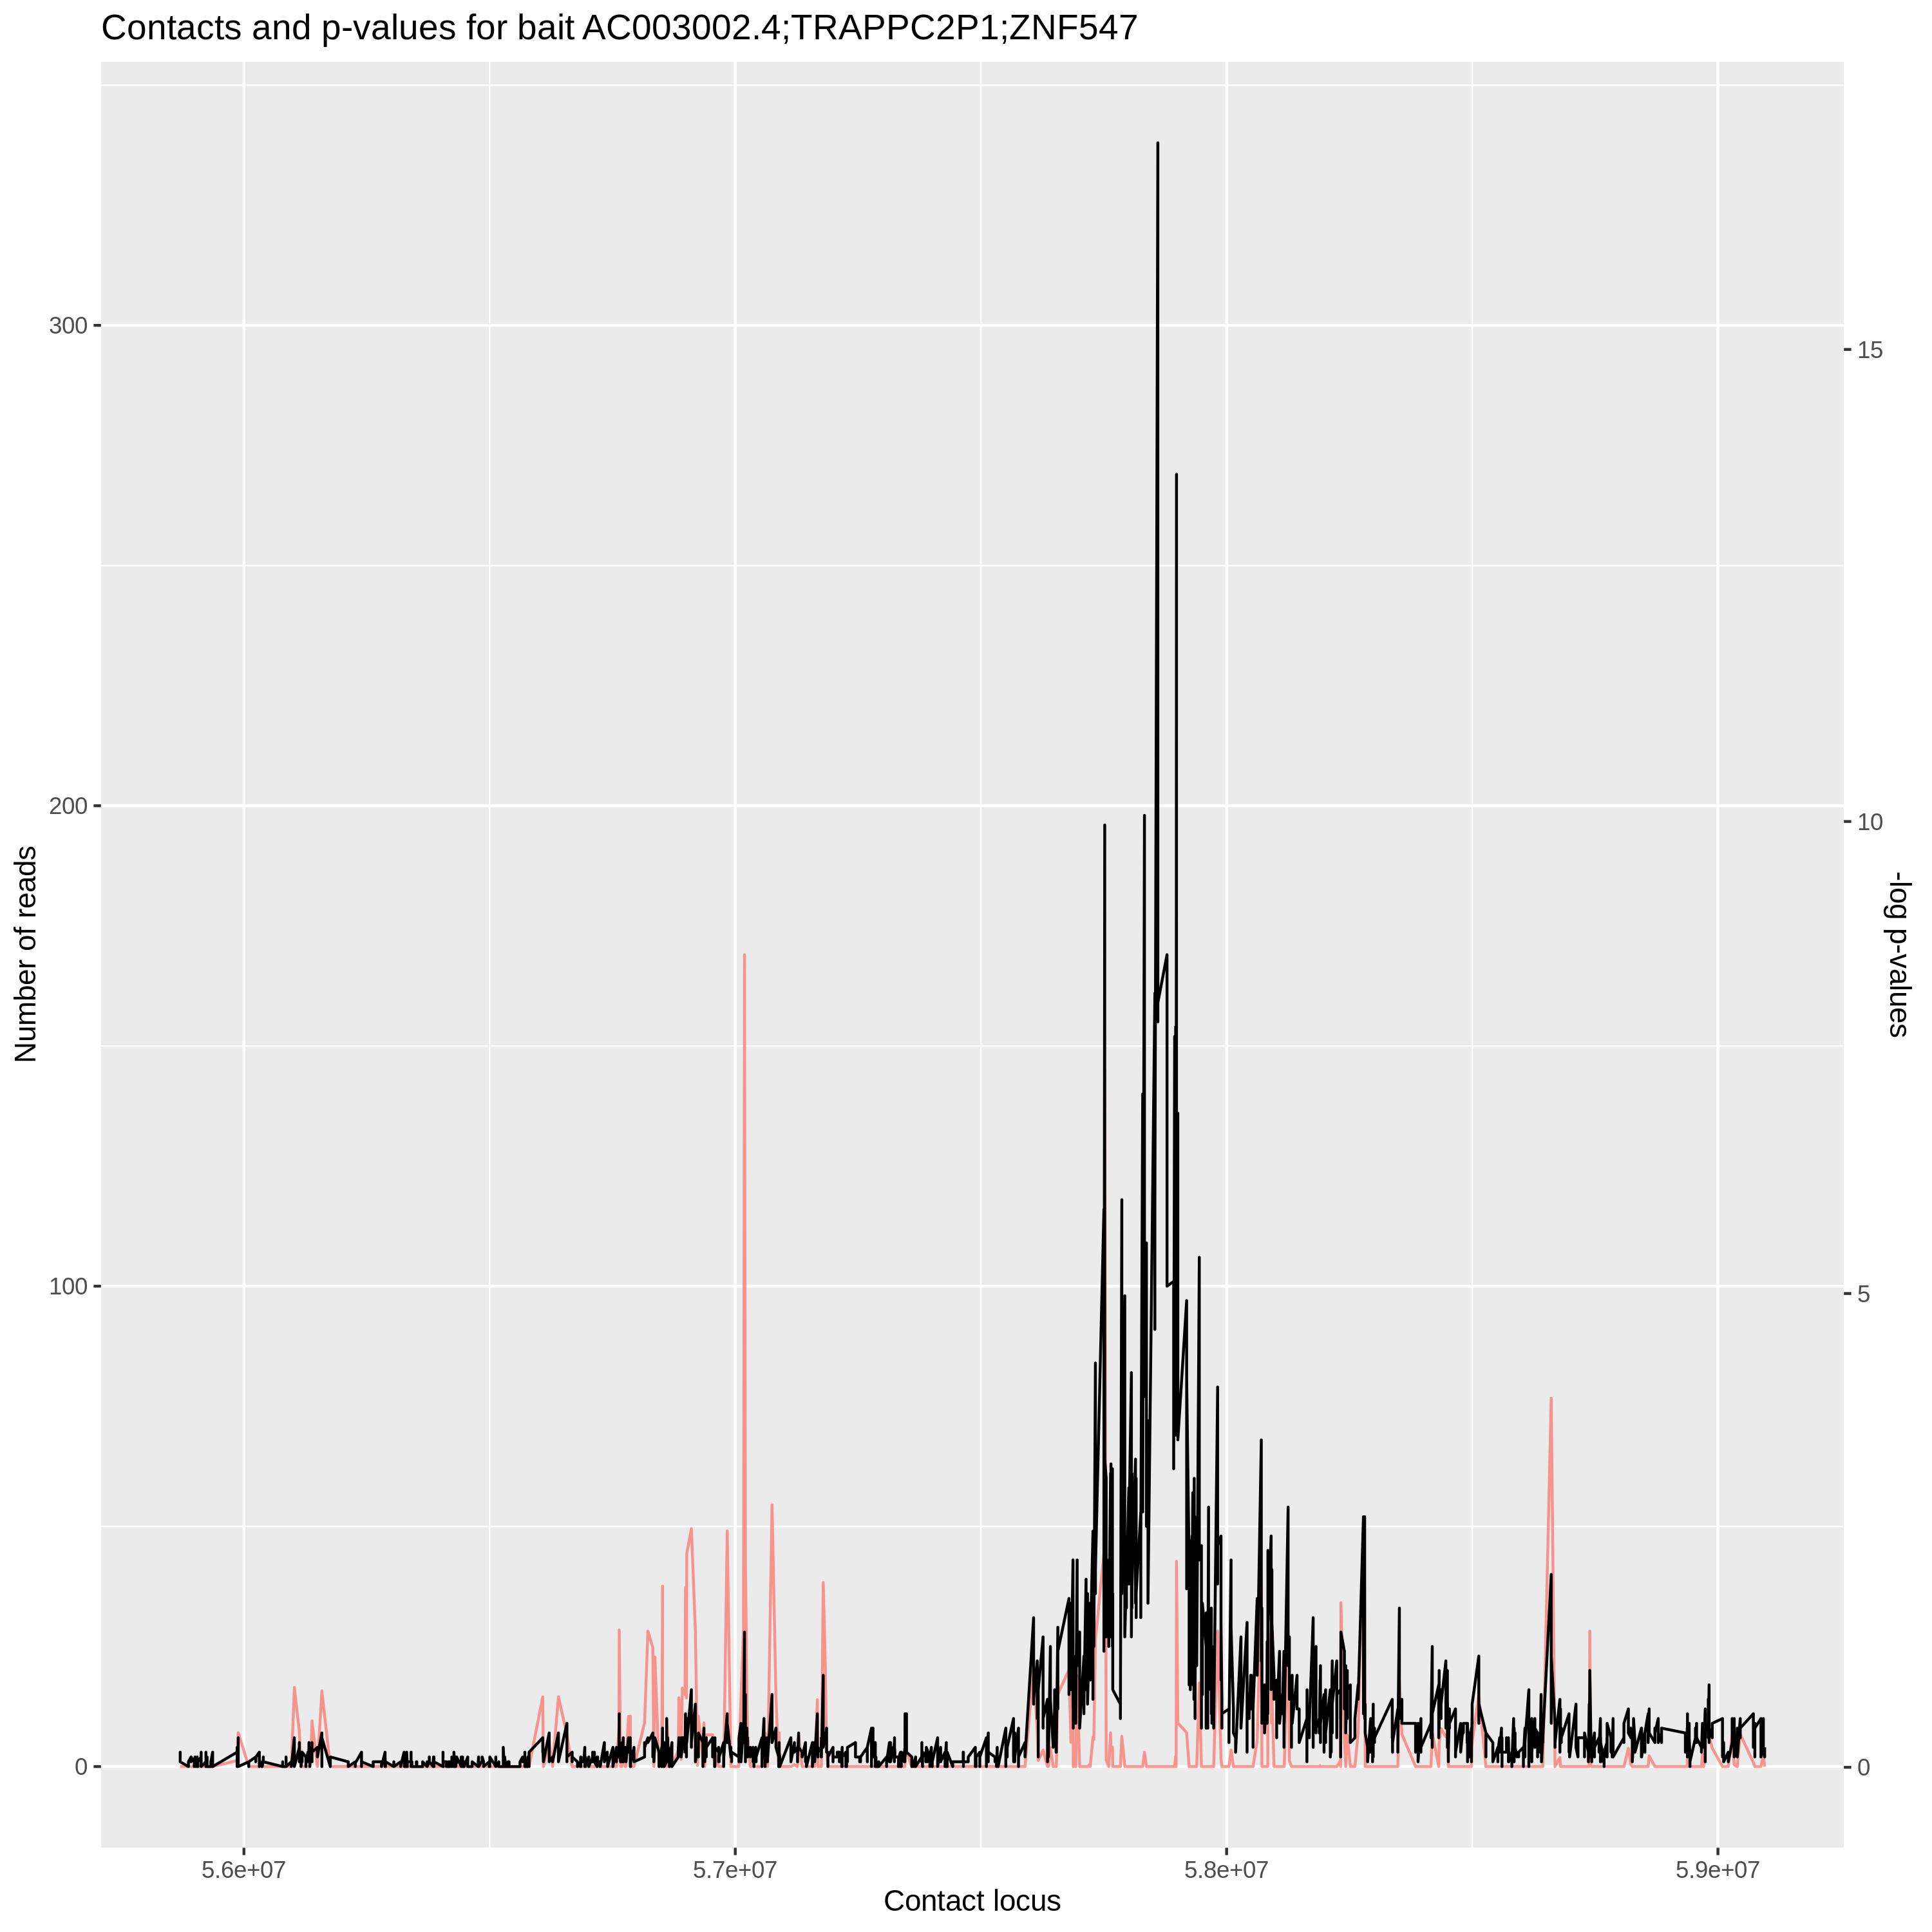 Contacts and p-values for bait AC003002.4;TRAPPC2P1;ZNF547
Number of reads
300
200
100
0
15
10
5
0
-log p-values
5.6e+07
5.7e+07
5.8e+07
5.9e+07
Contact locus